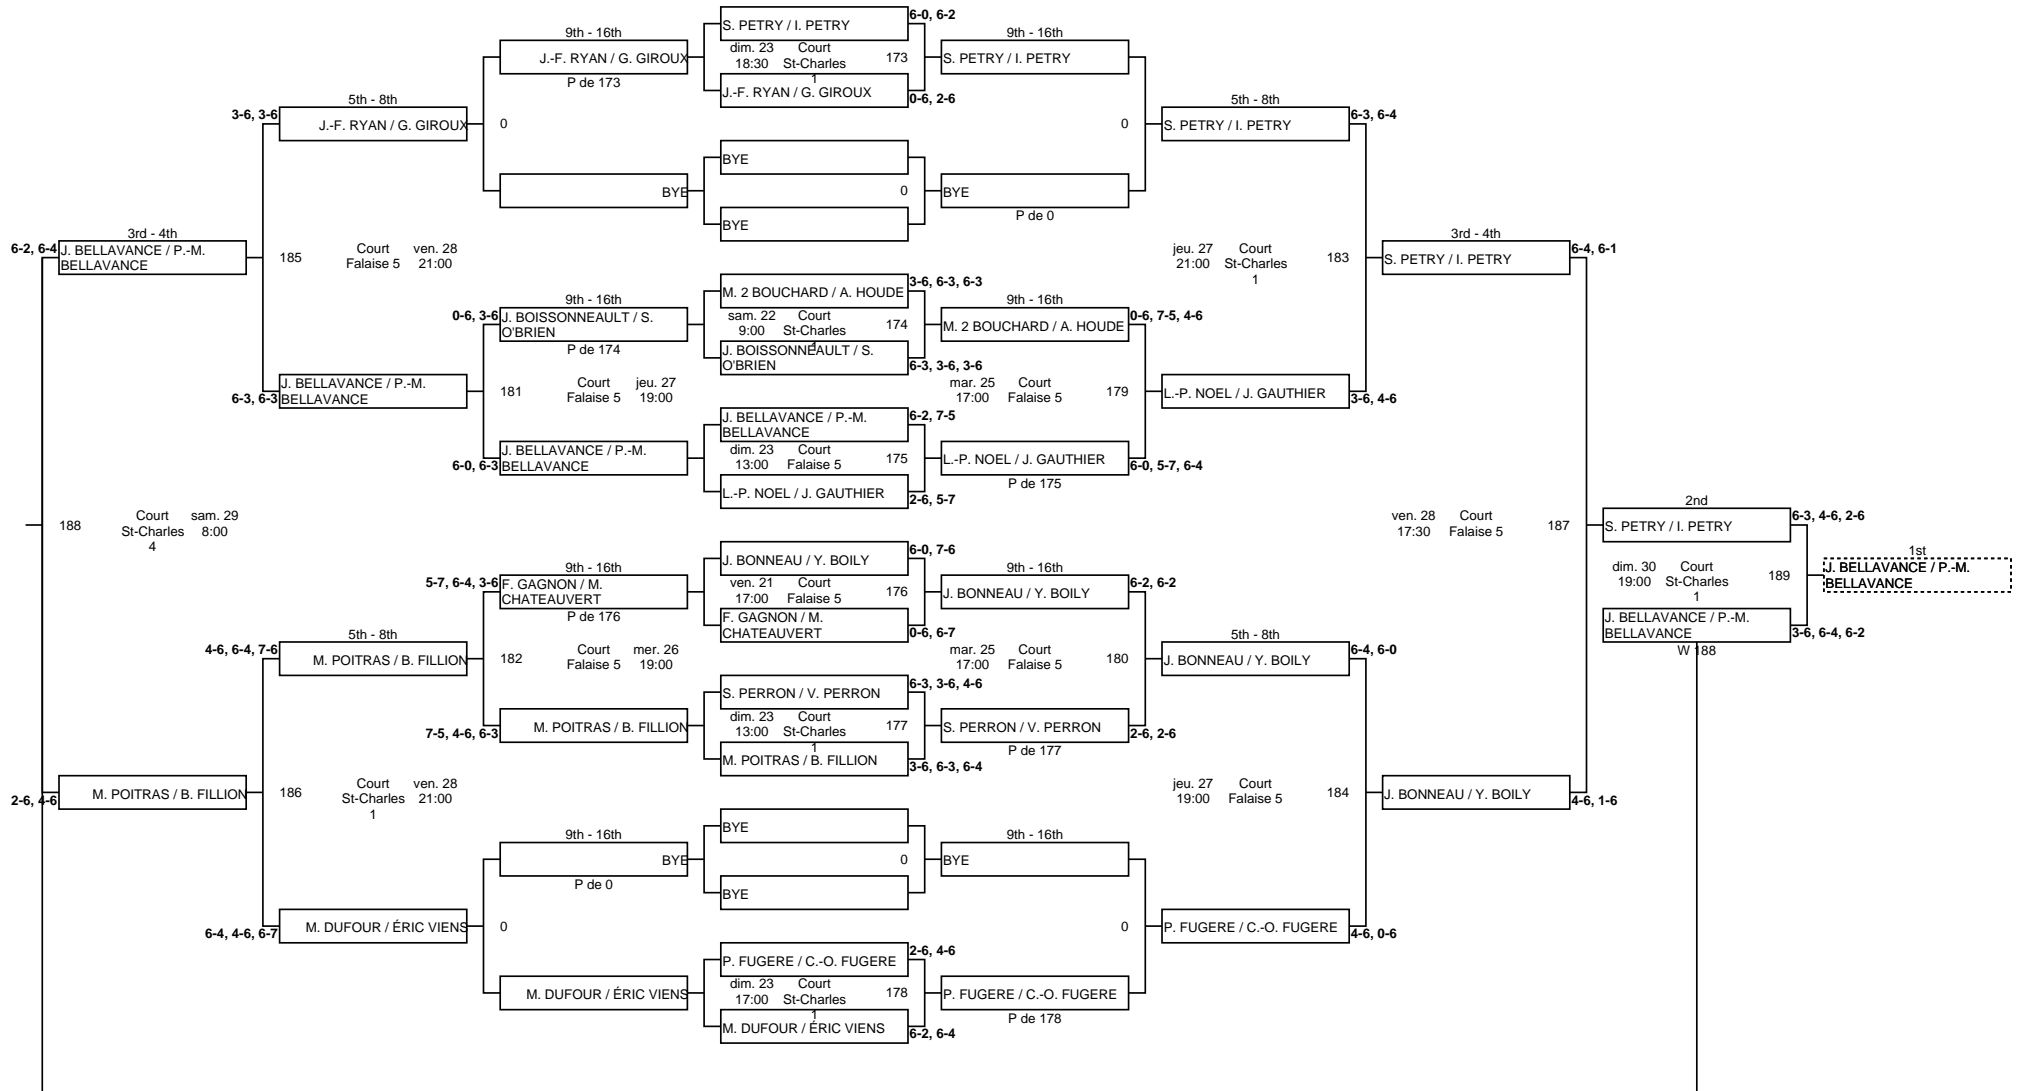 S. PETRY / I. PETRY
6-0, 6-2
9th - 16th
J.-F. RYAN / G. GIROUX
P de 173
dim. 23 Court
18:30 St-Charles
1
173
9th - 16th
S. PETRY / I. PETRY
J.-F. RYAN / G. GIROUX
0-6, 2-6
3-6, 3-6
5th - 8th
J.-F. RYAN / G. GIROUX
0
0
5th - 8th
S. PETRY / I. PETRY
6-3, 6-4
BYE
BYE
0
BYE
P de 0
BYE
6-2, 6-4
3rd - 4th
J. BELLAVANCE / P.-M.
BELLAVANCE
185
Court ven. 28
Falaise 5 21:00
jeu. 27 Court
21:00 St-Charles
1
183
3rd - 4th
S. PETRY / I. PETRY
6-4, 6-1
M. 2 BOUCHARD / A. HOUDE
3-6, 6-3, 6-3
0-6, 3-6
9th - 16th
J. BOISSONNEAULT / S.
O'BRIEN
P de 174
sam. 22 Court
9:00 St-Charles
1
174
9th - 16th
M. 2 BOUCHARD / A. HOUDE
0-6, 7-5, 4-6
J. BOISSONNEAULT / S.
O'BRIEN
6-3, 3-6, 3-6
6-3, 6-3
J. BELLAVANCE / P.-M.
BELLAVANCE
181
Court jeu. 27
Falaise 5 19:00
mar. 25 Court
17:00 Falaise 5
179
L.-P. NOEL / J. GAUTHIER
3-6, 4-6
J. BELLAVANCE / P.-M.
BELLAVANCE
6-2, 7-5
6-0, 6-3
J. BELLAVANCE / P.-M.
BELLAVANCE
dim. 23 Court
13:00 Falaise 5
175
L.-P. NOEL / J. GAUTHIER
P de 175
6-0, 5-7, 6-4
L.-P. NOEL / J. GAUTHIER
2-6, 5-7
188
Court sam. 29
St-Charles 8:00
4
ven. 28 Court
17:30 Falaise 5
187
2nd
S. PETRY / I. PETRY
6-3, 4-6, 2-6
dim. 30 Court
19:00 St-Charles
1
189
1st
J. BELLAVANCE / P.-M.
BELLAVANCE
J. BELLAVANCE / P.-M.
BELLAVANCE
3-6, 6-4, 6-2
W 188
J. BONNEAU / Y. BOILY
6-0, 7-6
5-7, 6-4, 3-6
9th - 16th
F. GAGNON / M.
CHATEAUVERT
P de 176
ven. 21 Court
17:00 Falaise 5
176
9th - 16th
J. BONNEAU / Y. BOILY
6-2, 6-2
F. GAGNON / M.
CHATEAUVERT
0-6, 6-7
4-6, 6-4, 7-6
5th - 8th
M. POITRAS / B. FILLION
182
Court mer. 26
Falaise 5 19:00
mar. 25 Court
17:00 Falaise 5
180
5th - 8th
J. BONNEAU / Y. BOILY
6-4, 6-0
S. PERRON / V. PERRON
6-3, 3-6, 4-6
7-5, 4-6, 6-3
M. POITRAS / B. FILLION
dim. 23 Court
13:00 St-Charles
1
177
S. PERRON / V. PERRON
P de 177
2-6, 2-6
M. POITRAS / B. FILLION
3-6, 6-3, 6-4
2-6, 4-6
M. POITRAS / B. FILLION
186
Court ven. 28
St-Charles 21:00
1
jeu. 27 Court
19:00 Falaise 5
184
J. BONNEAU / Y. BOILY
4-6, 1-6
BYE
9th - 16th
BYE
P de 0
0
9th - 16th
BYE
BYE
6-4, 4-6, 6-7
M. DUFOUR / ÉRIC VIENS
0
0
P. FUGERE / C.-O. FUGERE
4-6, 0-6
P. FUGERE / C.-O. FUGERE
2-6, 4-6
M. DUFOUR / ÉRIC VIENS
dim. 23 Court
17:00 St-Charles
1
178
P. FUGERE / C.-O. FUGERE
P de 178
M. DUFOUR / ÉRIC VIENS
6-2, 6-4